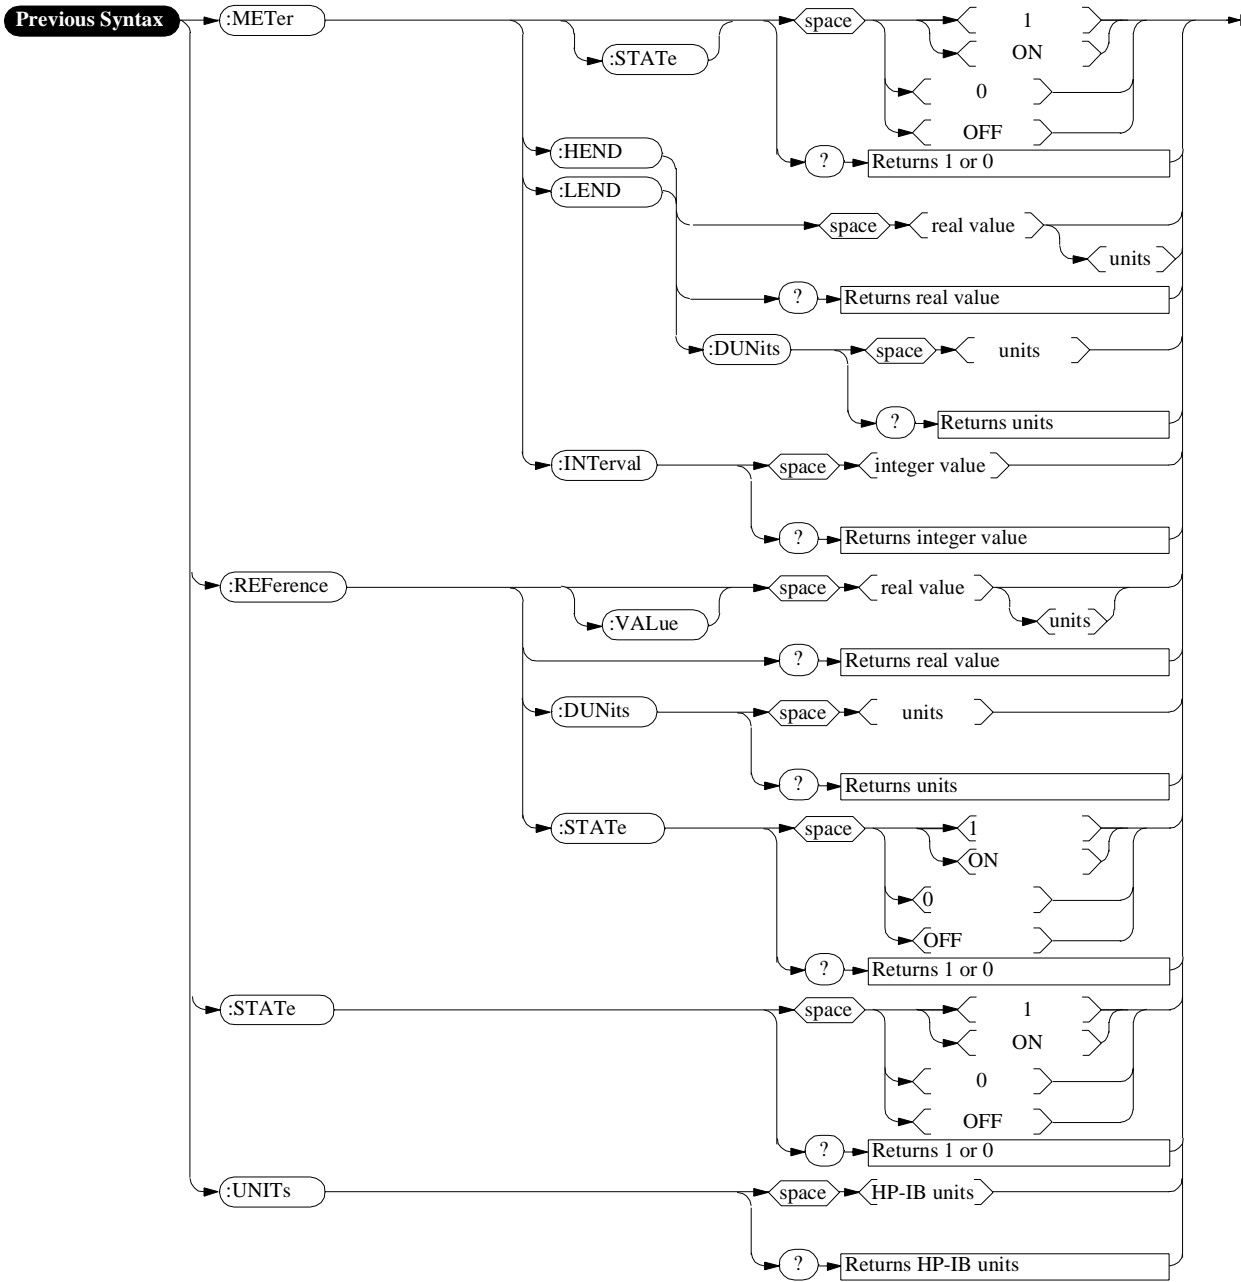 Previous Syntax :METer space 1
:STATe ON
0
OFF
:HEND ? Returns 1 or 0
:LEND
space real value
units
? Returns real value
:DUNits space units
? Returns units
:INTerval space integer value
? Returns integer value
:REFerence space real value
:VALue units
? Returns real value
:DUNits space units
? Returns units
:STATe space 1
ON
0
OFF
? Returns 1 or 0
:STATe space 1
ON
0
OFF
? Returns 1 or 0
:UNITs space HP-IB units
? Returns HP-IB units